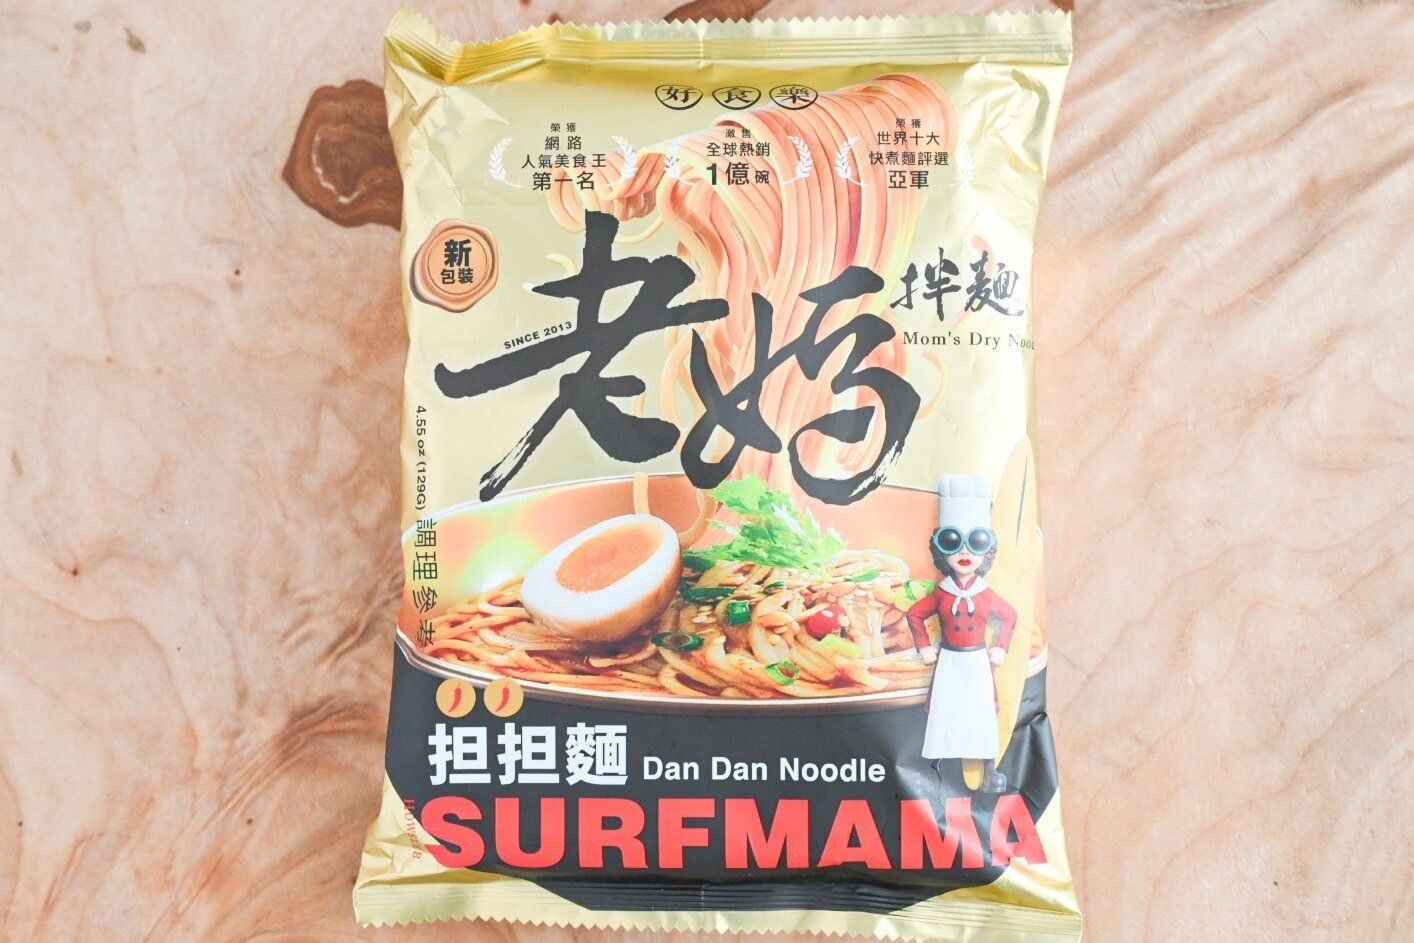 好食樂
榮獲
網路
人氣美食王
第一名
激售
全球熱銷
1億碗
榮獲
世界十大
快煮麵評選
亞軍
新
包裝
SINCE 2013
老媽
拌麵
Mom's Dry
4.55 oz (129G) 調理參考
担担麵 Dan Dan Noodle
HOWSLER
SURFMAMA